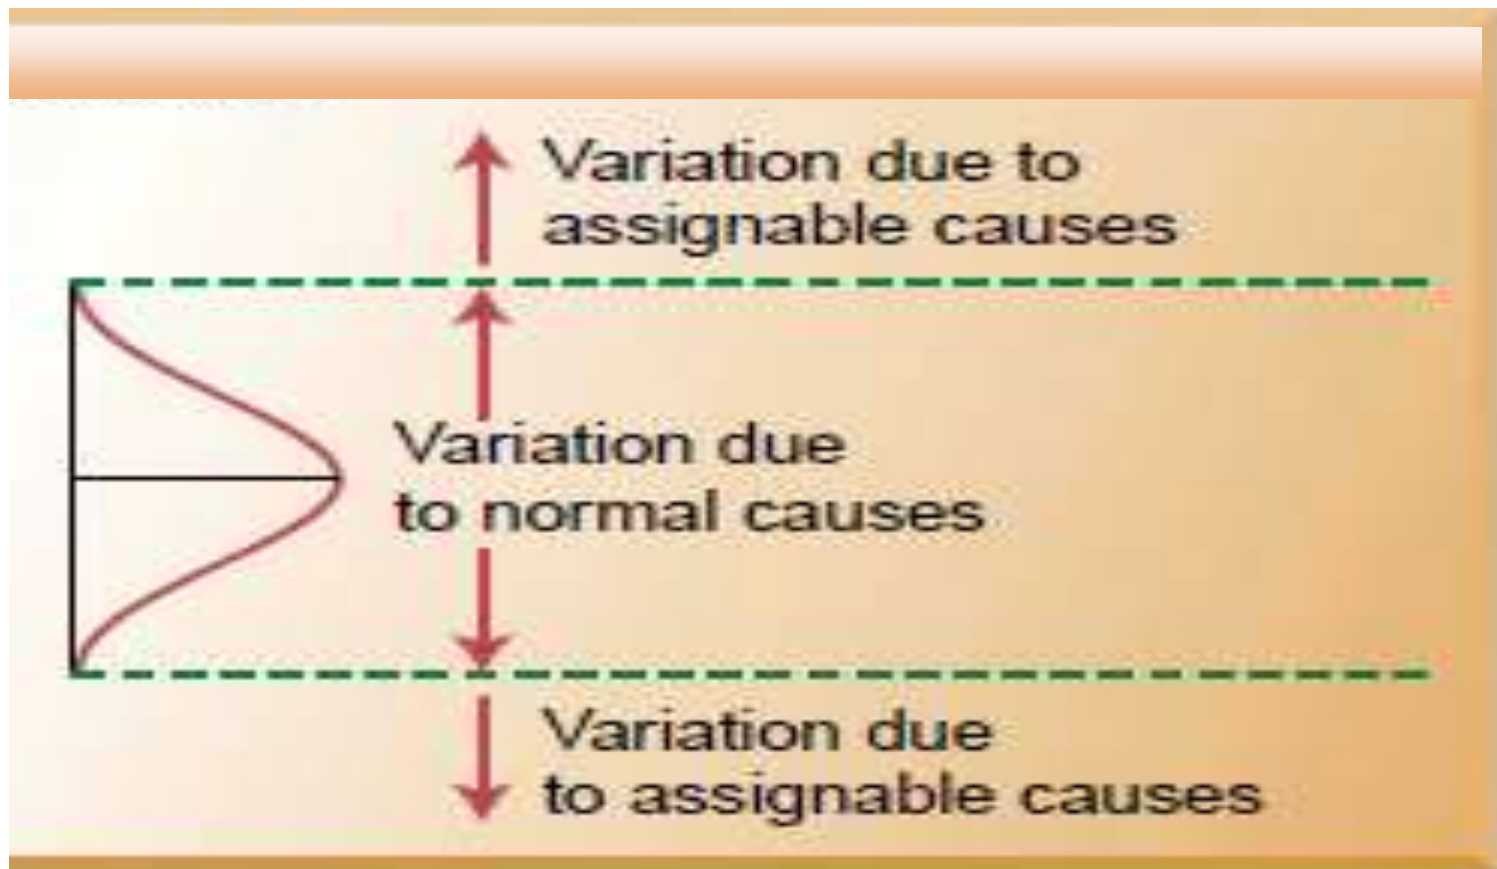 Variation due to
assignable causes
Variation due
to normal causes
Variation due
to assignable causes